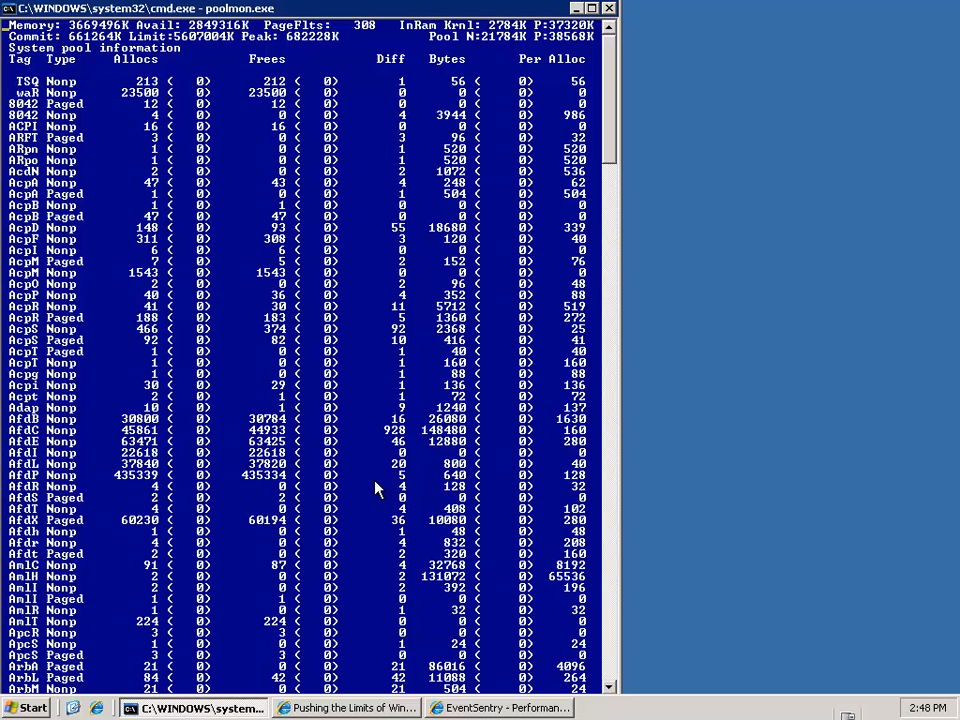 C:\WINDOWS\system32\cmd.exe - poolmon.exe
Memory: 3669496K Avail: 2849316K PageFlts: 308 InRam Krnl: 2784K P:37320K
Commit: 661264K Limit:5607004K Peak: 682228K Pool N:21784K P:38568K
System pool information
Tag Type Allocs Frees Diff Bytes Per Alloc
TSQ Nonp 213 ( 0) 212 ( 0) 1 56 ( 0) 56
waR Nonp 23500 ( 0) 23500 ( 0) 0 0 ( 0) 0
8042 Paged 12 ( 0) 12 ( 0) 0 0 ( 0) 0
8042 Nonp 4 ( 0) 0 ( 0) 4 3944 ( 0) 986
ACPI Nonp 16 ( 0) 16 ( 0) 0 0 ( 0) 0
ARFT Paged 3 ( 0) 0 ( 0) 3 96 ( 0) 32
ARpn Nonp 1 ( 0) 0 ( 0) 1 520 ( 0) 520
ARpo Nonp 1 ( 0) 0 ( 0) 1 520 ( 0) 520
AcdN Nonp 2 ( 0) 0 ( 0) 2 1072 ( 0) 536
AcpA Nonp 47 ( 0) 43 ( 0) 4 248 ( 0) 62
AcpA Paged 1 ( 0) 0 ( 0) 1 504 ( 0) 504
AcpB Nonp 1 ( 0) 1 ( 0) 0 0 ( 0) 0
AcpB Paged 47 ( 0) 47 ( 0) 0 0 ( 0) 0
AcpD Nonp 148 ( 0) 93 ( 0) 55 18680 ( 0) 339
AcpF Nonp 311 ( 0) 308 ( 0) 3 120 ( 0) 40
AcpI Nonp 6 ( 0) 6 ( 0) 0 0 ( 0) 0
AcpM Paged 7 ( 0) 5 ( 0) 2 152 ( 0) 76
AcpM Nonp 1543 ( 0) 1543 ( 0) 0 0 ( 0) 0
AcpO Nonp 2 ( 0) 0 ( 0) 2 96 ( 0) 48
AcpP Nonp 40 ( 0) 36 ( 0) 4 352 ( 0) 88
AcpR Nonp 41 ( 0) 30 ( 0) 11 5712 ( 0) 519
AcpR Paged 188 ( 0) 183 ( 0) 5 1360 ( 0) 272
AcpS Nonp 466 ( 0) 374 ( 0) 92 2368 ( 0) 25
AcpS Paged 92 ( 0) 82 ( 0) 10 416 ( 0) 41
AcpT Paged 1 ( 0) 0 ( 0) 1 40 ( 0) 40
AcpT Nonp 1 ( 0) 0 ( 0) 1 160 ( 0) 160
Acpg Nonp 1 ( 0) 0 ( 0) 1 88 ( 0) 88
Acpi Nonp 30 ( 0) 29 ( 0) 1 136 ( 0) 136
Acpt Nonp 2 ( 0) 1 ( 0) 1 72 ( 0) 72
Adap Nonp 10 ( 0) 1 ( 0) 9 1240 ( 0) 137
AfdB Nonp 30800 ( 0) 30784 ( 0) 16 26080 ( 0) 1630
AfdC Nonp 45861 ( 0) 44933 ( 0) 928 148480 ( 0) 160
AfdE Nonp 63471 ( 0) 63425 ( 0) 46 12880 ( 0) 280
AfdI Nonp 22618 ( 0) 22618 ( 0) 0 0 ( 0) 0
AfdL Nonp 37840 ( 0) 37820 ( 0) 20 800 ( 0) 40
AfdP Nonp 435339 ( 0) 435334 ( 0) 5 640 ( 0) 128
AfdR Nonp 4 ( 0) 0 ( 0) 4 128 ( 0) 32
AfdS Paged 2 ( 0) 2 ( 0) 0 0 ( 0) 0
AfdT Nonp 4 ( 0) 0 ( 0) 4 408 ( 0) 102
AfdX Paged 60230 ( 0) 60194 ( 0) 36 10080 ( 0) 280
Afdh Nonp 1 ( 0) 0 ( 0) 1 48 ( 0) 48
Afdr Nonp 4 ( 0) 0 ( 0) 4 832 ( 0) 208
Afdt Paged 2 ( 0) 0 ( 0) 2 320 ( 0) 160
AmlC Nonp 91 ( 0) 87 ( 0) 4 32768 ( 0) 8192
AmlH Nonp 2 ( 0) 0 ( 0) 2 131072 ( 0) 65536
AmlI Nonp 2 ( 0) 0 ( 0) 2 392 ( 0) 196
AmlI Paged 1 ( 0) 1 ( 0) 0 0 ( 0) 0
AmlR Nonp 1 ( 0) 0 ( 0) 1 32 ( 0) 32
AmlT Nonp 224 ( 0) 224 ( 0) 0 0 ( 0) 0
ApcR Nonp 3 ( 0) 3 ( 0) 0 0 ( 0) 0
ApcS Nonp 1 ( 0) 0 ( 0) 1 24 ( 0) 24
ApcS Paged 3 ( 0) 3 ( 0) 0 0 ( 0) 0
ArbA Paged 21 ( 0) 0 ( 0) 21 86016 ( 0) 4096
ArbL Paged 84 ( 0) 42 ( 0) 42 11088 ( 0) 264
ArbM Nonp 21 ( 0) 0 ( 0) 21 504 ( 0) 24
Start C:\WINDOWS\system... Pushing the Limits of Win... EventSentry - Performan... 2:48 PM